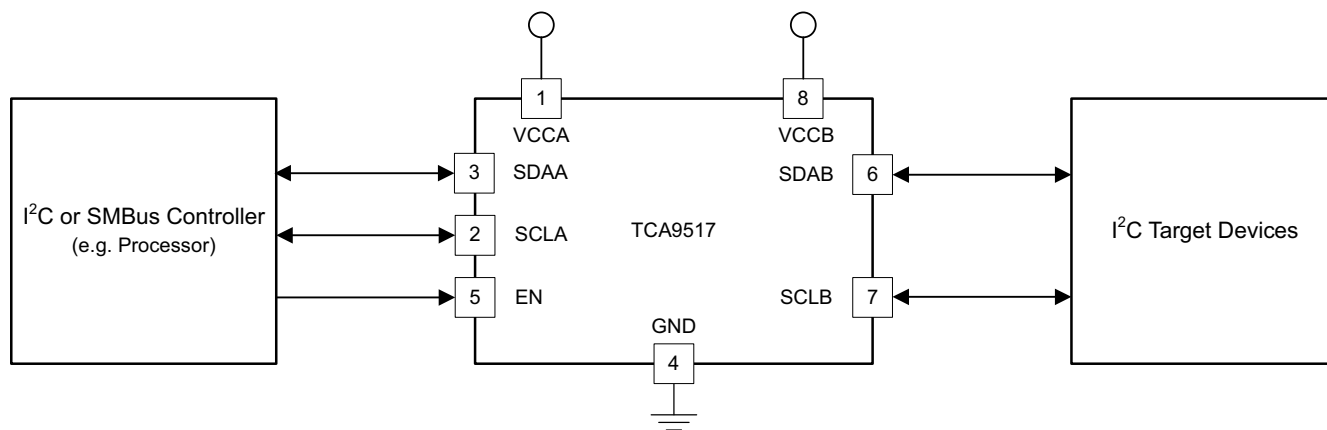 1
8
VCCA
VCCB
3
SDAA
SDAB
6
I²C or SMBus Controller
(e.g. Processor)
2
SCLA
TCA9517
I²C Target Devices
5
EN
SCLB
7
GND
4